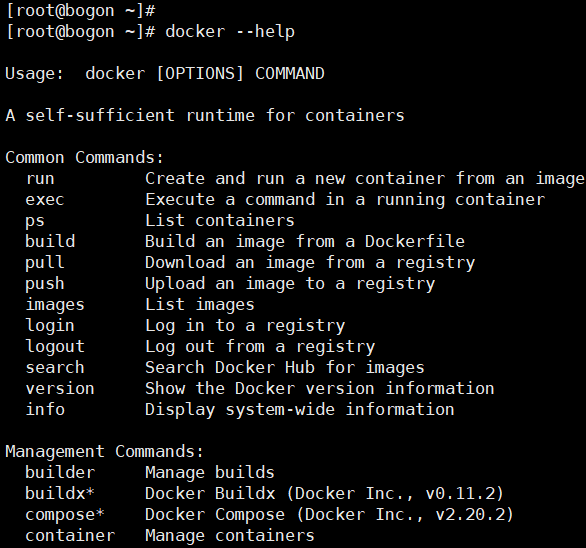 [root@bogon ~]#
[root@bogon ~]# docker --help
Usage:  docker [OPTIONS] COMMAND
A self-sufficient runtime for containers
Common Commands:
  run         Create and run a new container from an image
  exec        Execute a command in a running container
  ps          List containers
  build       Build an image from a Dockerfile
  pull        Download an image from a registry
  push        Upload an image to a registry
  images      List images
  login       Log in to a registry
  logout      Log out from a registry
  search      Search Docker Hub for images
  version     Show the Docker version information
  info        Display system-wide information
Management Commands:
  builder     Manage builds
  buildx*     Docker Buildx (Docker Inc., v0.11.2)
  compose*    Docker Compose (Docker Inc., v2.20.2)
  container   Manage containers